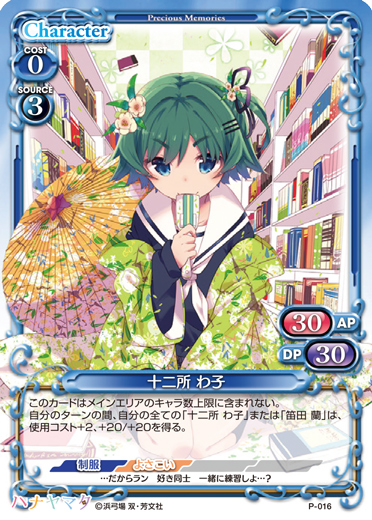 Precious Memories
Character
COST
0
SOURCE
3
30 AP
DP 30
十二所 わ子
このカードはメインエリアのキャラ数上限に含まれない。
自分のターンの間、自分の全ての「十二所 わ子」または「笛田 蘭」は、
使用コスト+2、+20/+20を得る。
制服 よさこい
…だからラン 好き同士 一緒に練習しよ…?
ハナヤマタ
©浜弓場 双・芳文社
P-016